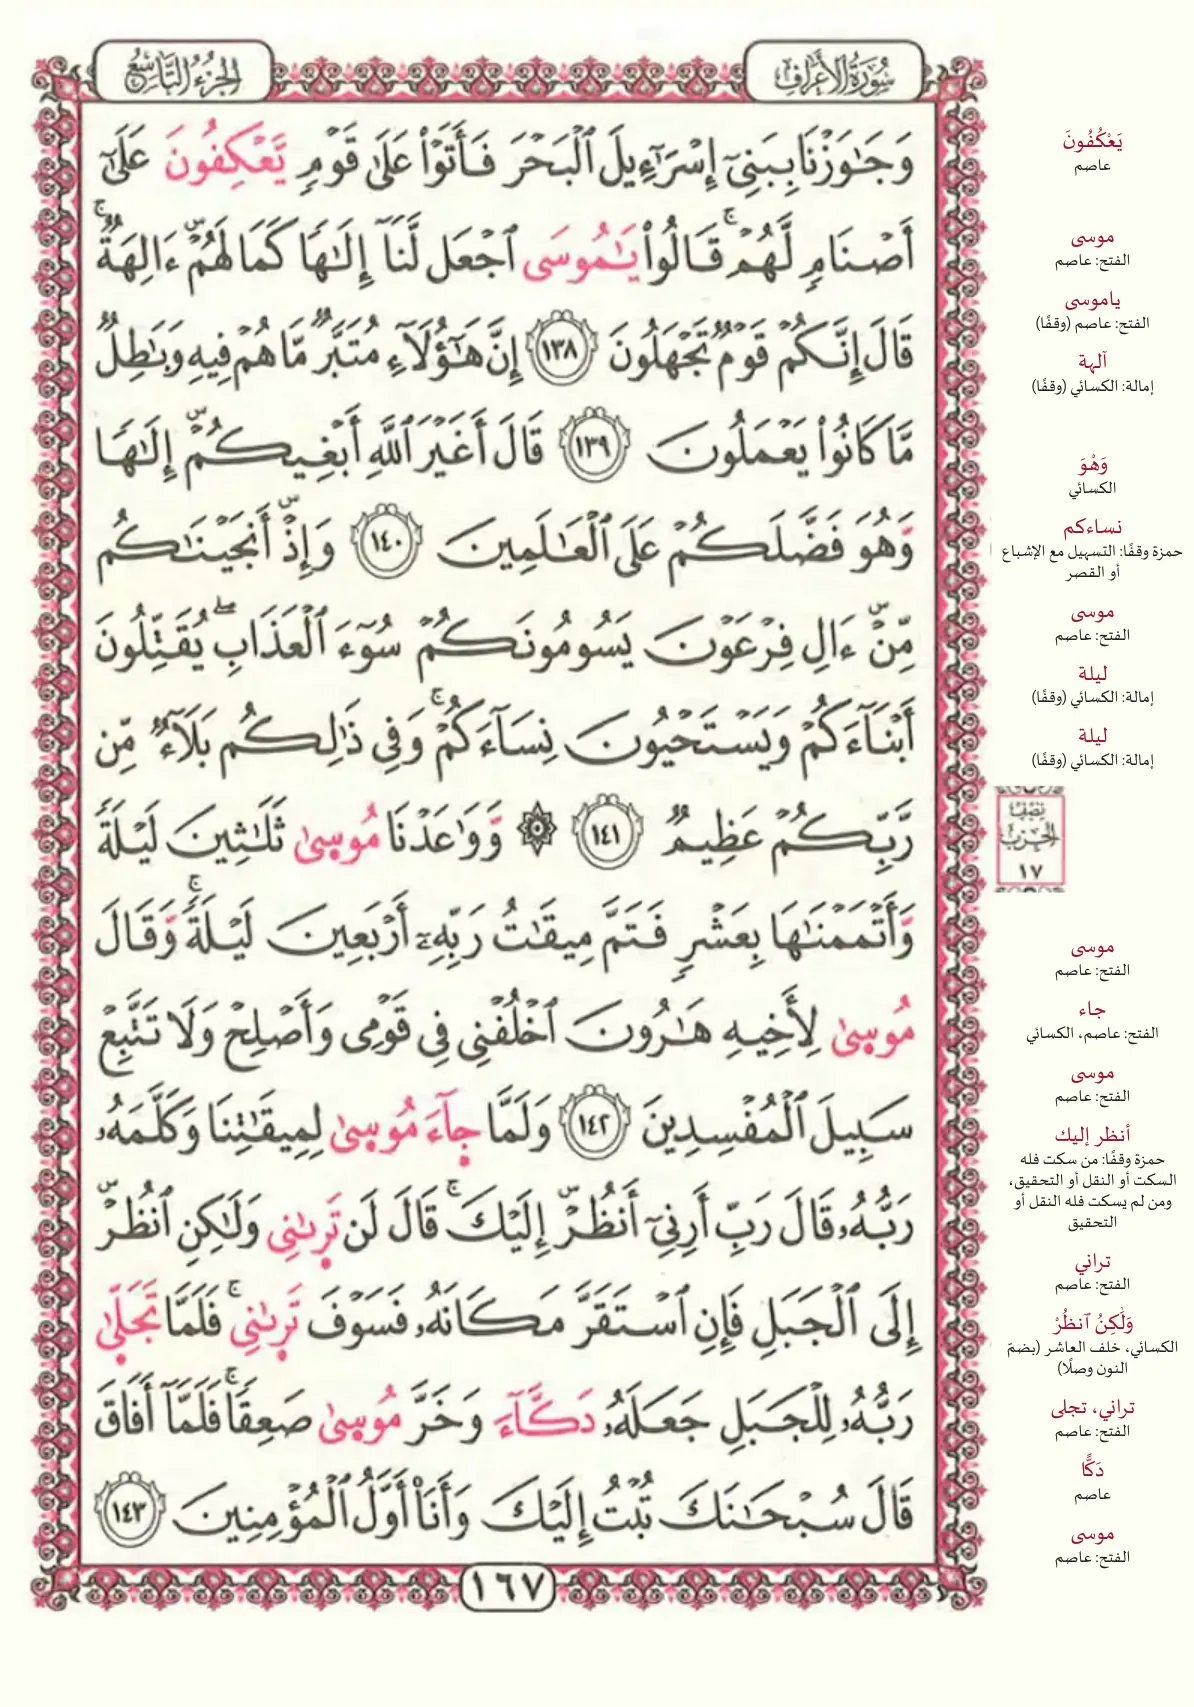 سُورَةُ الأَعْرَافِ
الجُزْءُ التَّاسِعُ
وَجَٰوَزْنَا بِبَنِىٓ إِسْرَٰٓءِيلَ ٱلْبَحْرَ فَأَتَوْا۟ عَلَىٰ قَوْمٍ يَعْكِفُونَ عَلَىٰٓ
أَصْنَامٍ لَّهُمْ ۚ قَالُوا۟ يَٰمُوسَى ٱجْعَل لَّنَآ إِلَٰهًا كَمَا لَهُمْ ءَالِهَةٌ ۚ
قَالَ إِنَّكُمْ قَوْمٌ تَجْهَلُونَ ١٣٨ إِنَّ هَٰٓؤُلَآءِ مُتَبَّرٌ مَّا هُمْ فِيهِ وَبَٰطِلٌ
مَّا كَانُوا۟ يَعْمَلُونَ ١٣٩ قَالَ أَغَيْرَ ٱللَّهِ أَبْغِيكُمْ إِلَٰهًا
وَهُوَ فَضَّلَكُمْ عَلَى ٱلْعَٰلَمِينَ ١٤٠ وَإِذْ أَنجَيْنَٰكُم
مِّنْ ءَالِ فِرْعَوْنَ يَسُومُونَكُمْ سُوٓءَ ٱلْعَذَابِ ۖ يُقَتِّلُونَ
أَبْنَآءَكُمْ وَيَسْتَحْيُونَ نِسَآءَكُمْ ۚ وَفِى ذَٰلِكُم بَلَآءٌ مِّن
رَّبِّكُمْ عَظِيمٌ ١٤١ ۞ وَوَٰعَدْنَا مُوسَىٰ ثَلَٰثِينَ لَيْلَةً
وَأَتْمَمْنَٰهَا بِعَشْرٍ فَتَمَّ مِيقَٰتُ رَبِّهِۦٓ أَرْبَعِينَ لَيْلَةً ۚ وَقَالَ
مُوسَىٰ لِأَخِيهِ هَٰرُونَ ٱخْلُفْنِى فِى قَوْمِى وَأَصْلِحْ وَلَا تَتَّبِعْ
سَبِيلَ ٱلْمُفْسِدِينَ ١٤٢ وَلَمَّا جَآءَ مُوسَىٰ لِمِيقَٰتِنَا وَكَلَّمَهُۥ
رَبُّهُۥ قَالَ رَبِّ أَرِنِىٓ أَنظُرْ إِلَيْكَ ۚ قَالَ لَن تَرَىٰنِى وَلَٰكِنِ ٱنظُرْ
إِلَى ٱلْجَبَلِ فَإِنِ ٱسْتَقَرَّ مَكَانَهُۥ فَسَوْفَ تَرَىٰنِى ۚ فَلَمَّا تَجَلَّىٰ
رَبُّهُۥ لِلْجَبَلِ جَعَلَهُۥ دَكَّآءَ وَخَرَّ مُوسَىٰ صَعِقًا ۚ فَلَمَّآ أَفَاقَ
قَالَ سُبْحَٰنَكَ تُبْتُ إِلَيْكَ وَأَنَا۠ أَوَّلُ ٱلْمُؤْمِنِينَ ١٤٣
١٦٧
يَعْكُفُونَ
عاصم
موسى
الفتح: عاصم
ياموسى
الفتح: عاصم (وقفًا)
آلهة
إمالة: الكسائي (وقفًا)
وَهْوَ
الكسائي
نساءكم
حمزة وقفًا: التسهيل مع الإشباع
أو القصر
موسى
الفتح: عاصم
ليلة
إمالة: الكسائي (وقفًا)
ليلة
إمالة: الكسائي (وقفًا)
نصف
الحزب
١٧
موسى
الفتح: عاصم
جاء
الفتح: عاصم، الكسائي
موسى
الفتح: عاصم
أنظر إليك
حمزة وقفًا: من سكت فله
السكت أو النقل أو التحقيق،
ومن لم يسكت فله النقل أو
التحقيق
تراني
الفتح: عاصم
وَلَٰكِنُ ٱنظُرْ
الكسائي، خلف العاشر (بضمّ
النون وصلًا)
تراني، تجلى
الفتح: عاصم
دَكًّا
عاصم
موسى
الفتح: عاصم